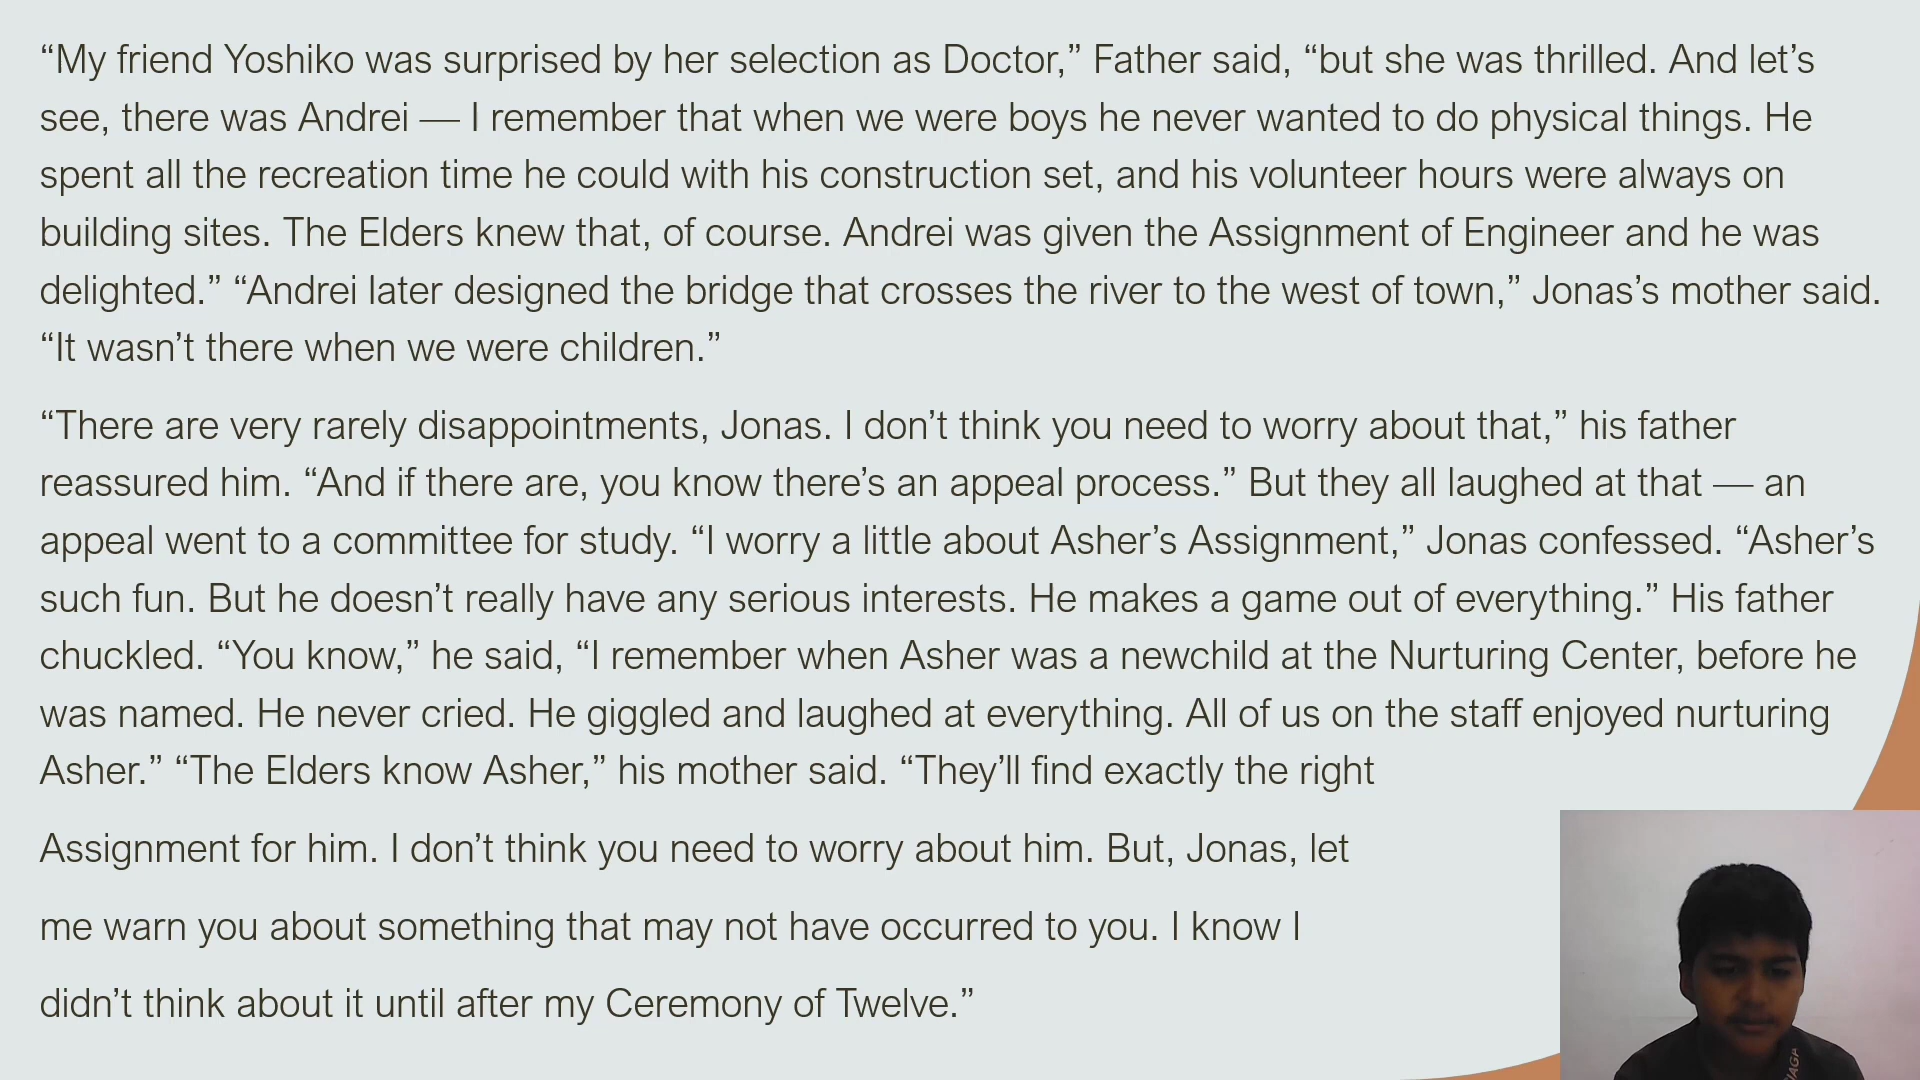 “My friend Yoshiko was surprised by her selection as Doctor,” Father said, “but she was thrilled. And let’s
see, there was Andrei — I remember that when we were boys he never wanted to do physical things. He
spent all the recreation time he could with his construction set, and his volunteer hours were always on
building sites. The Elders knew that, of course. Andrei was given the Assignment of Engineer and he was
delighted.” “Andrei later designed the bridge that crosses the river to the west of town,” Jonas’s mother said.
“It wasn’t there when we were children.”
“There are very rarely disappointments, Jonas. I don’t think you need to worry about that,” his father
reassured him. “And if there are, you know there’s an appeal process.” But they all laughed at that — an
appeal went to a committee for study. “I worry a little about Asher’s Assignment,” Jonas confessed. “Asher’s
such fun. But he doesn’t really have any serious interests. He makes a game out of everything.” His father
chuckled. “You know,” he said, “I remember when Asher was a newchild at the Nurturing Center, before he
was named. He never cried. He giggled and laughed at everything. All of us on the staff enjoyed nurturing
Asher.” “The Elders know Asher,” his mother said. “They’ll find exactly the right
Assignment for him. I don’t think you need to worry about him. But, Jonas, let
me warn you about something that may not have occurred to you. I know I
didn’t think about it until after my Ceremony of Twelve.”